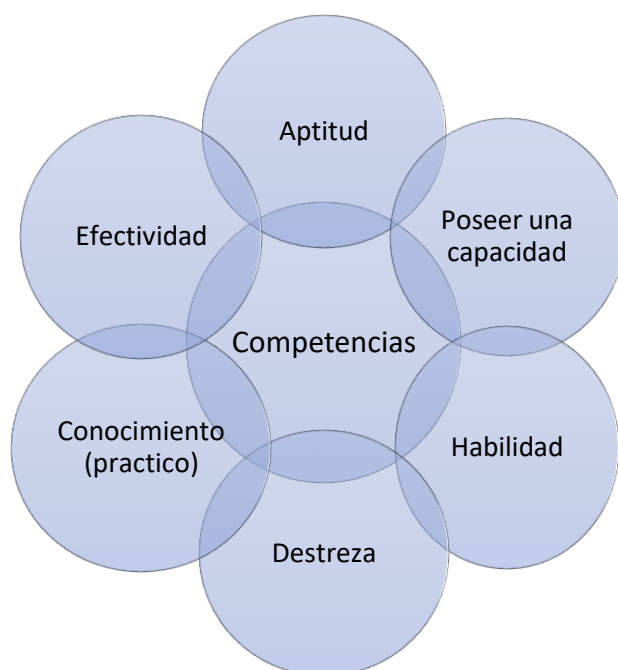 Aptitud
Poseer una
capacidad
Efectividad
Competencias
Conocimiento
(practico)
Habilidad
Destreza